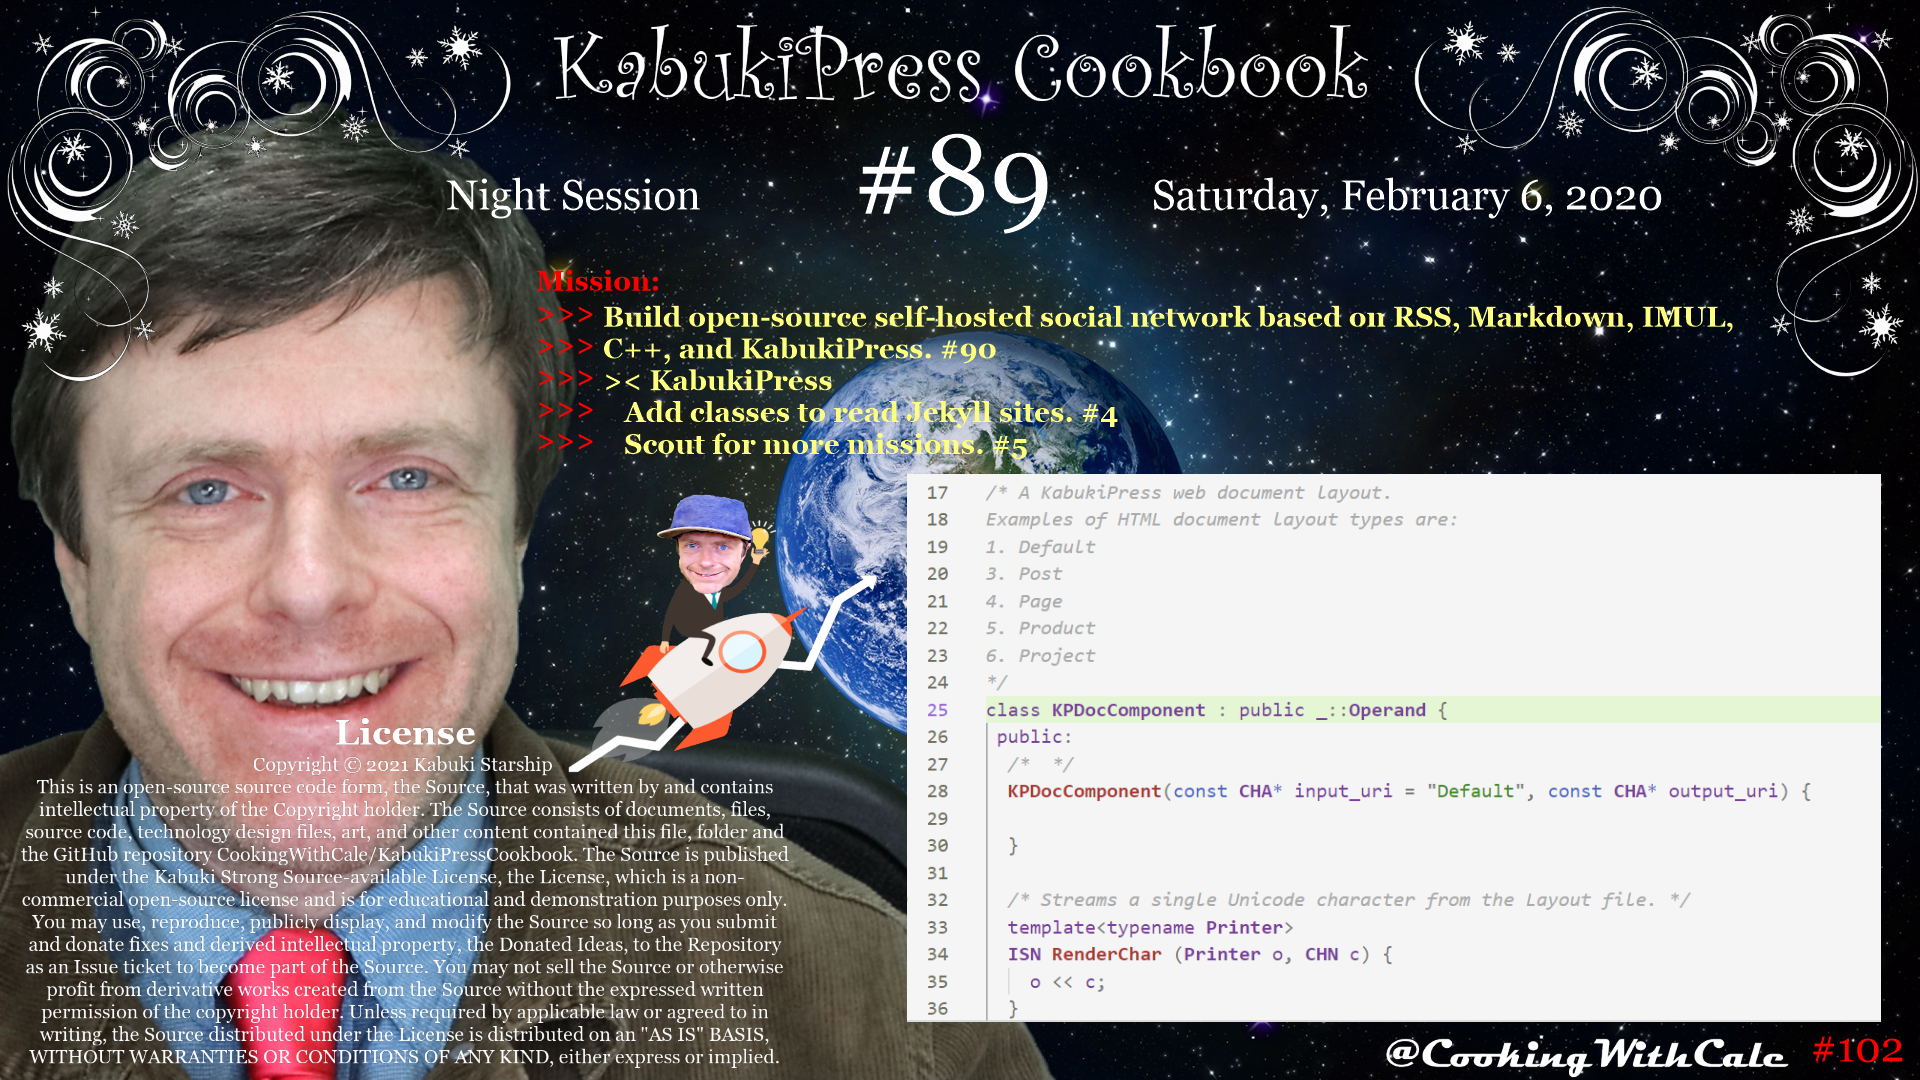 KabukiPress Cookbook
Night Session
#89
Saturday, February 6, 2020
Mission:
>>> Build open-source self-hosted social network based on RSS, Markdown, IMUL,
>>> C++, and KabukiPress. #90
>>> >< KabukiPress
>>> Add classes to read Jekyll sites. #4
>>> Scout for more missions. #5
17 /* A KabukiPress web document layout.
18 Examples of HTML document layout types are:
19 1. Default
20 3. Post
21 4. Page
22 5. Product
23 6. Project
24 */
25 class KPDocComponent : public _::Operand {
26 public:
27 /*  */
28 KPDocComponent(const CHA* input_uri = "Default", const CHA* output_uri) {
29
30 }
31
32 /* Streams a single Unicode character from the Layout file. */
33 template<typename Printer>
34 ISN RenderChar (Printer o, CHN c) {
35 o << c;
36 }
License
Copyright © 2021 Kabuki Starship
This is an open-source source code form, the Source, that was written by and contains
intellectual property of the Copyright holder. The Source consists of documents, files,
source code, technology design files, art, and other content contained this file, folder and
the GitHub repository CookingWithCale/KabukiPressCookbook. The Source is published
under the Kabuki Strong Source-available License, the License, which is a non-
commercial open-source license and is for educational and demonstration purposes only.
You may use, reproduce, publicly display, and modify the Source so long as you submit
and donate fixes and derived intellectual property, the Donated Ideas, to the Repository
as an Issue ticket to become part of the Source. You may not sell the Source or otherwise
profit from derivative works created from the Source without the expressed written
permission of the copyright holder. Unless required by applicable law or agreed to in
writing, the Source distributed under the License is distributed on an "AS IS" BASIS,
WITHOUT WARRANTIES OR CONDITIONS OF ANY KIND, either express or implied.
@CookingWithCale #102